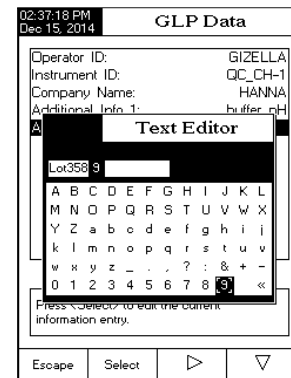 02:37:18 PM
Dec 15, 2014
GLP Data
Operator ID: GIZELLA
Instrument ID: QC_CH-1
Company Name: HANNA
Additional Info 1: buffer pH
A
Text Editor
Lot358 9
A B C D E F G H I J K L
M N O P Q R S T U V W X
Y Z a b c d e f g h i j
k l m n o p q r s t u v
w x y z _ . , ? : & + -
0 1 2 3 4 5 6 7 8 9 «
Press <Select> to edit the current
information entry.
Escape Select ▷ ▽